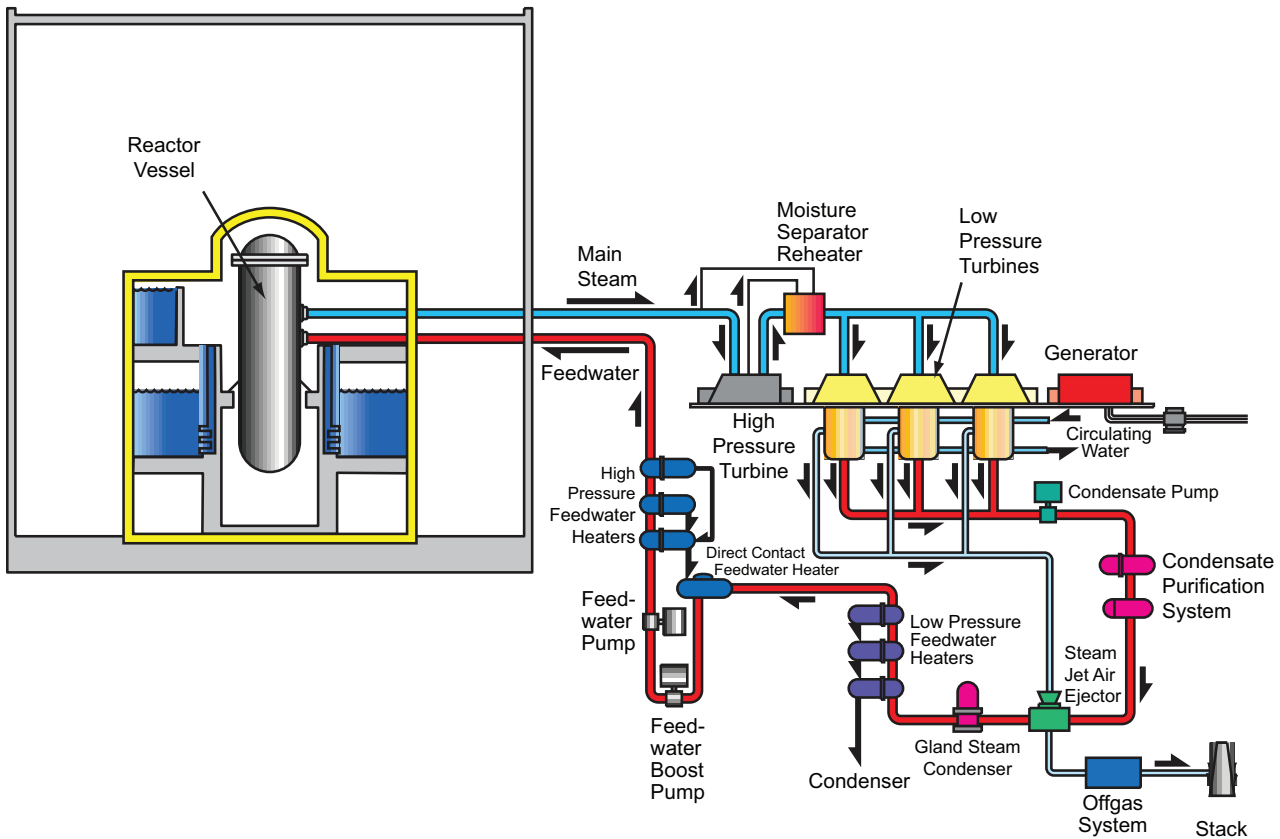 Reactor
Vessel
Main
Steam
Moisture
Separator
Reheater
Low
Pressure
Turbines
Generator
Feedwater
High
Pressure
Turbine
Circulating
Water
High
Pressure
Feedwater
Heaters
Condensate Pump
Direct Contact
Feedwater Heater
Condensate
Purification
System
Feed-
water
Pump
Low Pressure
Feedwater
Heaters
Steam
Jet Air
Ejector
Feed-
water
Boost
Pump
Condenser
Gland Steam
Condenser
Offgas
System
Stack